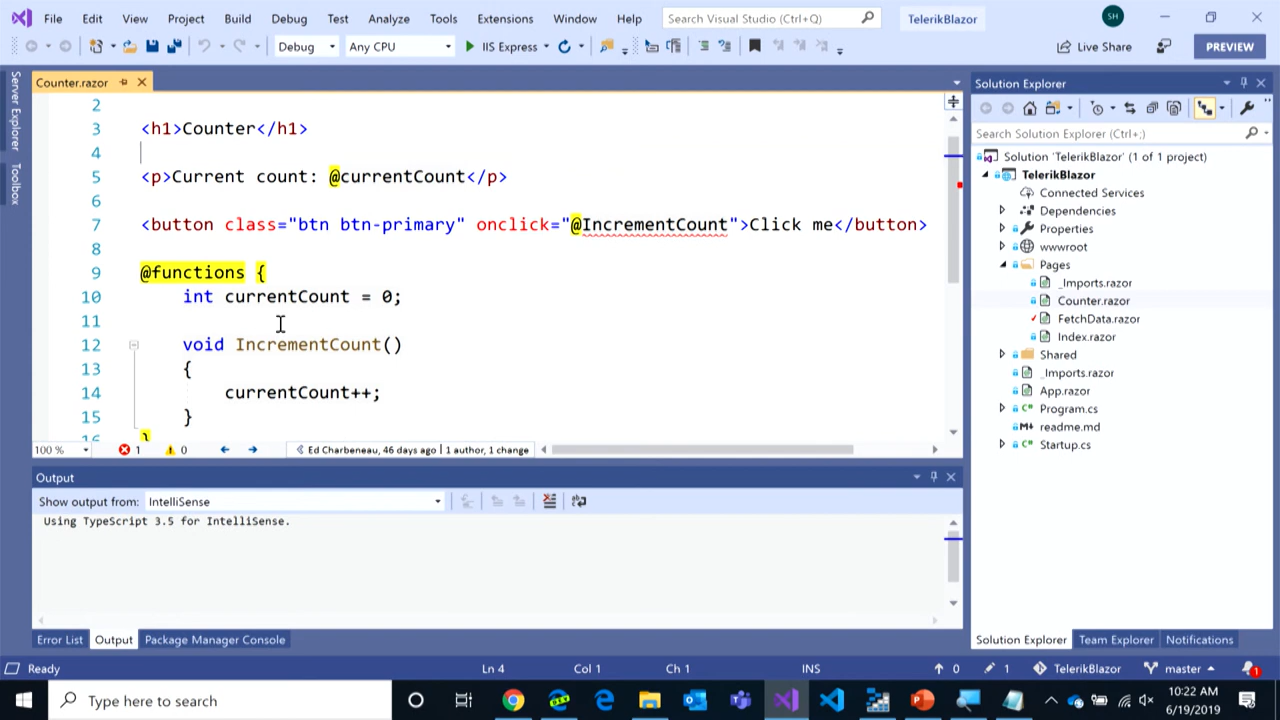 File Edit View Project Build Debug Test Analyze Tools Extensions Window Help Search Visual Studio (Ctrl+Q) TelerikBlazor SH
Debug Any CPU IIS Express Live Share PREVIEW
Server Explorer
Toolbox
Counter.razor
2
3 <h1>Counter</h1>
4
5 <p>Current count: @currentCount</p>
6
7 <button class="btn btn-primary" onclick="@IncrementCount">Click me</button>
8
9 @functions {
10 int currentCount = 0;
11
12 void IncrementCount()
13 {
14 currentCount++;
15 }
16 }
100 % 1 0 Ed Charbeneau, 46 days ago | 1 author, 1 change
Output
Show output from: IntelliSense
Using TypeScript 3.5 for IntelliSense.
Error List Output Package Manager Console
Solution Explorer
Search Solution Explorer (Ctrl+;)
Solution 'TelerikBlazor' (1 of 1 project)
TelerikBlazor
Connected Services
Dependencies
Properties
wwwroot
Pages
_Imports.razor
Counter.razor
FetchData.razor
Index.razor
Shared
_Imports.razor
App.razor
Program.cs
readme.md
Startup.cs
Solution Explorer Team Explorer Notifications
Ready Ln 4 Col 1 Ch 1 INS 0 1 TelerikBlazor master 1
Type here to search
10:22 AM
6/19/2019